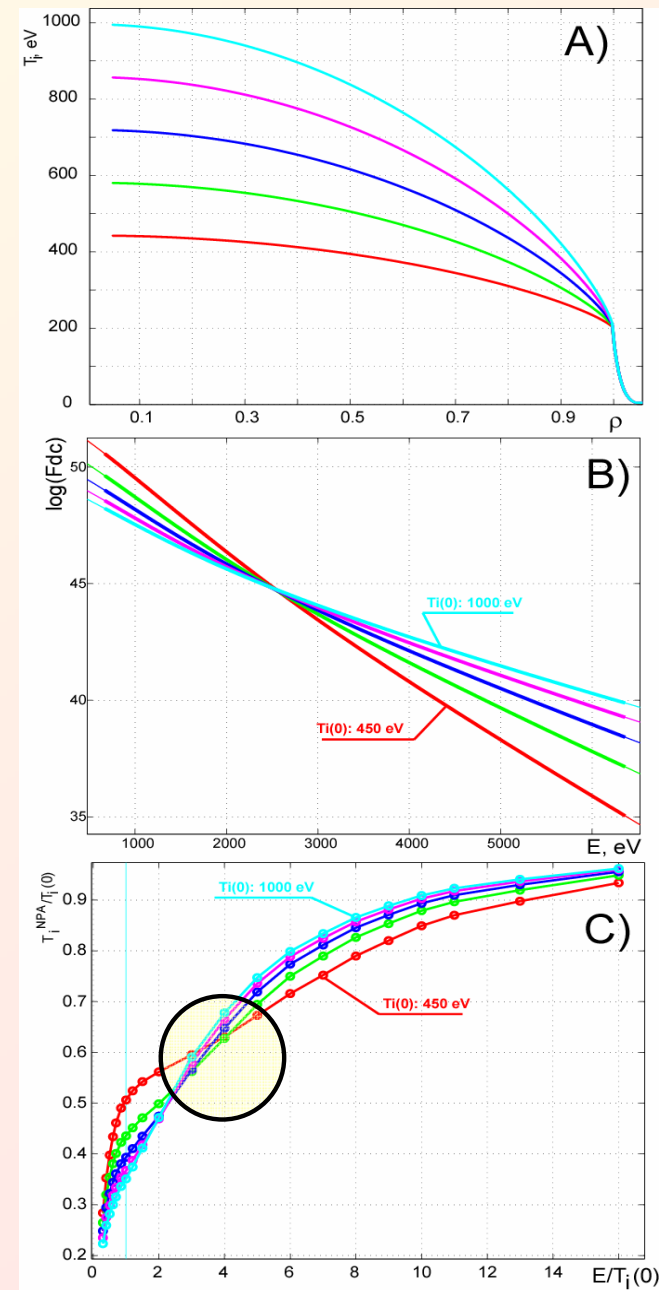 A)
T_i, eV
1000
800
600
400
200
0
0.1 0.3 0.5 0.7 0.9 ρ
B)
log(Fdc)
50
45
40
35
Ti(0): 1000 eV
Ti(0): 450 eV
1000 2000 3000 4000 5000 E, eV
C)
T_i^NPA/T_i(0)
0.9
0.8
0.7
0.6
0.5
0.4
0.3
0.2
Ti(0): 1000 eV
Ti(0): 450 eV
0 2 4 6 8 10 12 14 E/T_i(0)